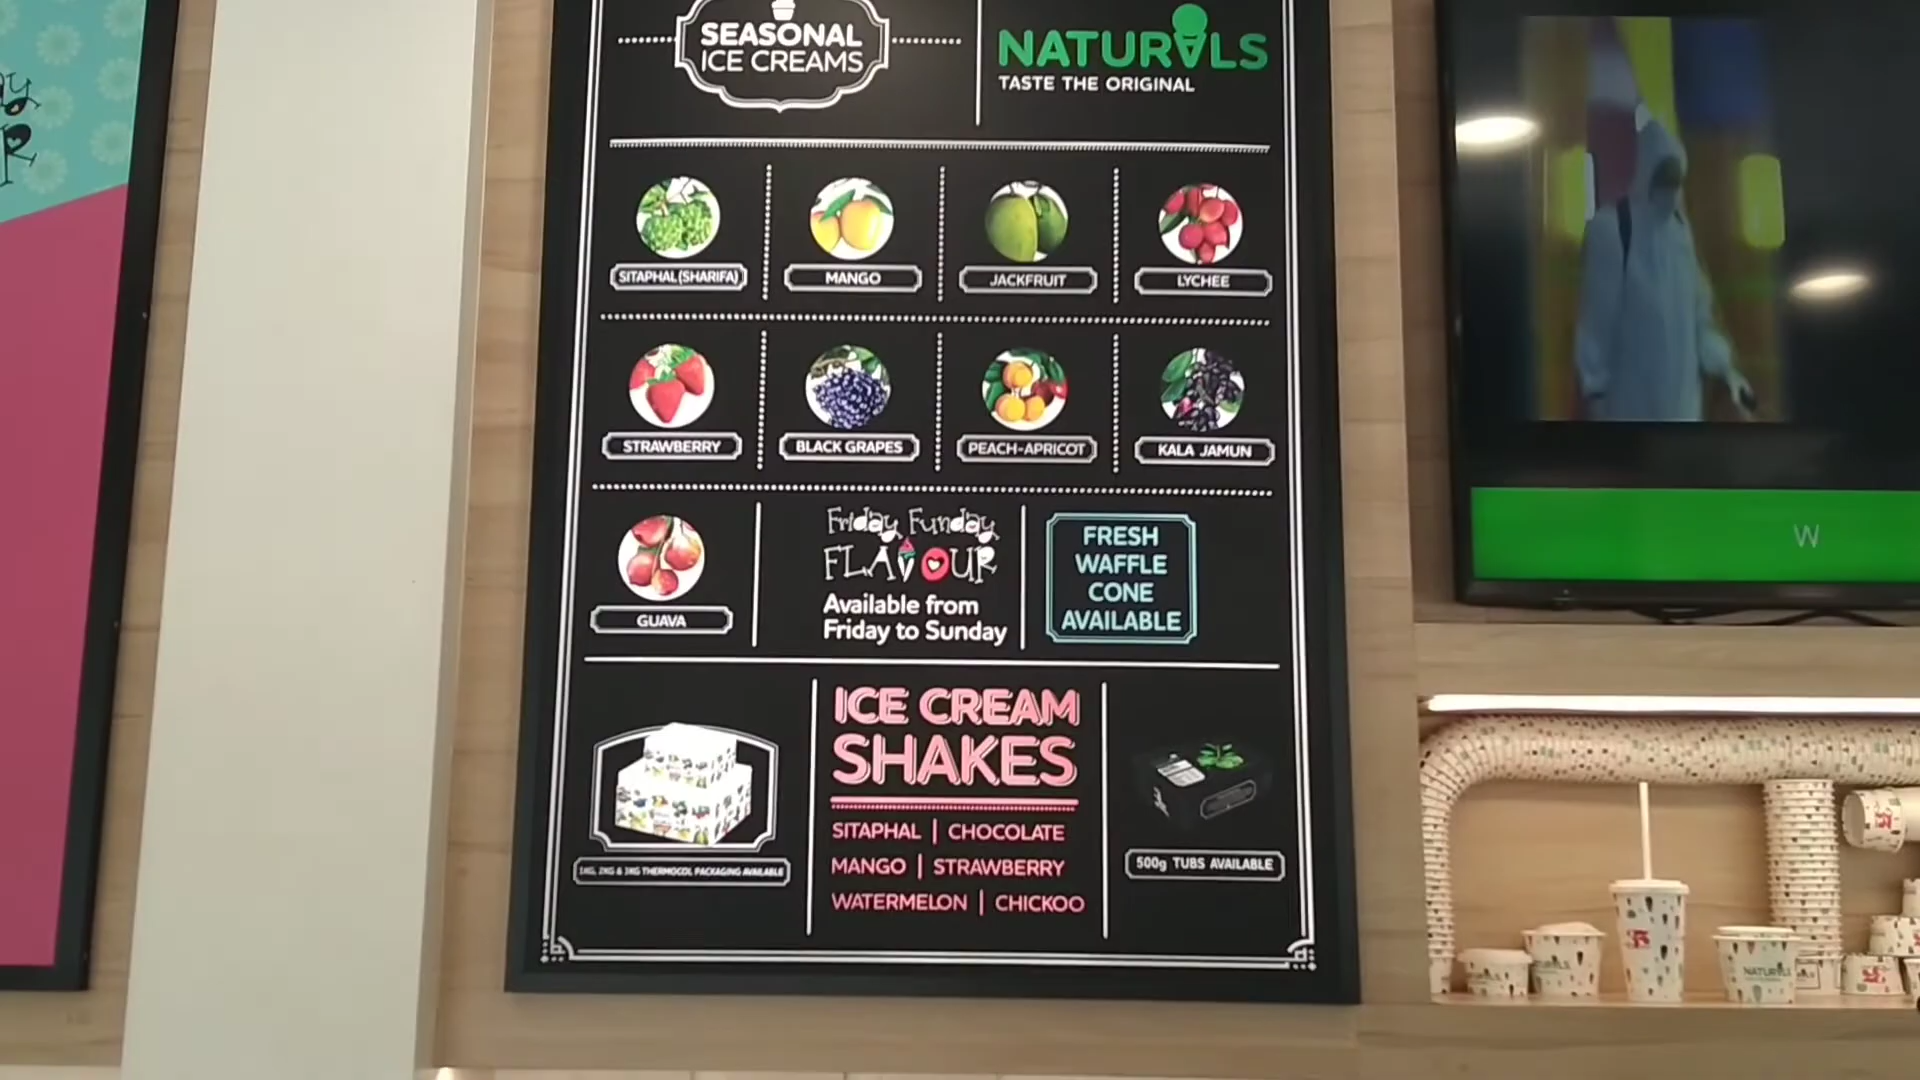 SEASONAL
ICE CREAMS
NATURALS
TASTE THE ORIGINAL
SITAPHAL (SHARIFA)
MANGO
JACKFRUIT
LYCHEE
STRAWBERRY
BLACK GRAPES
PEACH-APRICOT
KALA JAMUN
GUAVA
Friday Funday
FLAVOUR
Available from
Friday to Sunday
FRESH
WAFFLE
CONE
AVAILABLE
ICE CREAM
SHAKES
SITAPHAL | CHOCOLATE
MANGO | STRAWBERRY
WATERMELON | CHICKOO
1KG, 2KG & 3KG THERMOCOL PACKAGING AVAILABLE
500g TUBS AVAILABLE
W
NATURALS